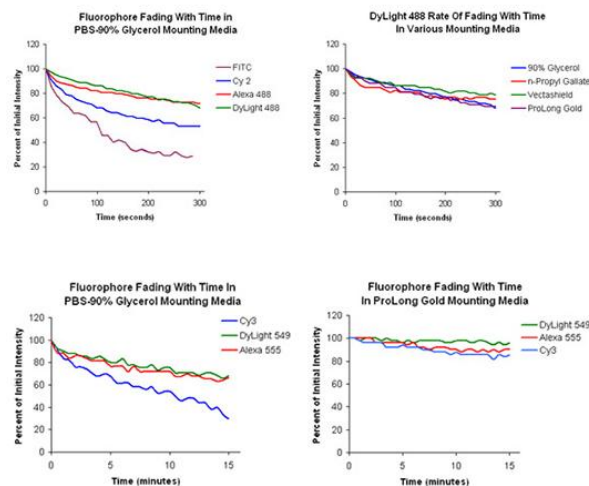 Fluorophore Fading With Time in
PBS-90% Glycerol Mounting Media
Percent of Initial Intensity
120
100
80
60
40
20
0
0 100 200 300
Time (seconds)
FITC
Cy 2
Alexa 488
DyLight 488
DyLight 488 Rate Of Fading With Time
In Various Mounting Media
Percent of Initial Intensity
120
100
80
60
40
20
0
0 100 200 300
Time (seconds)
90% Glycerol
n-Propyl Gallate
Vectashield
ProLong Gold
Fluorophore Fading With Time In
PBS-90% Glycerol Mounting Media
Percent of Initial Intensity
120
100
80
60
40
20
0
0 5 10 15
Time (minutes)
Cy3
DyLight 549
Alexa 555
Fluorophore Fading With Time
In ProLong Gold Mounting Media
Percent of Initial Intensity
120
100
80
60
40
20
0
0 5 10 15
Time (minutes)
DyLight 549
Alexa 555
Cy3